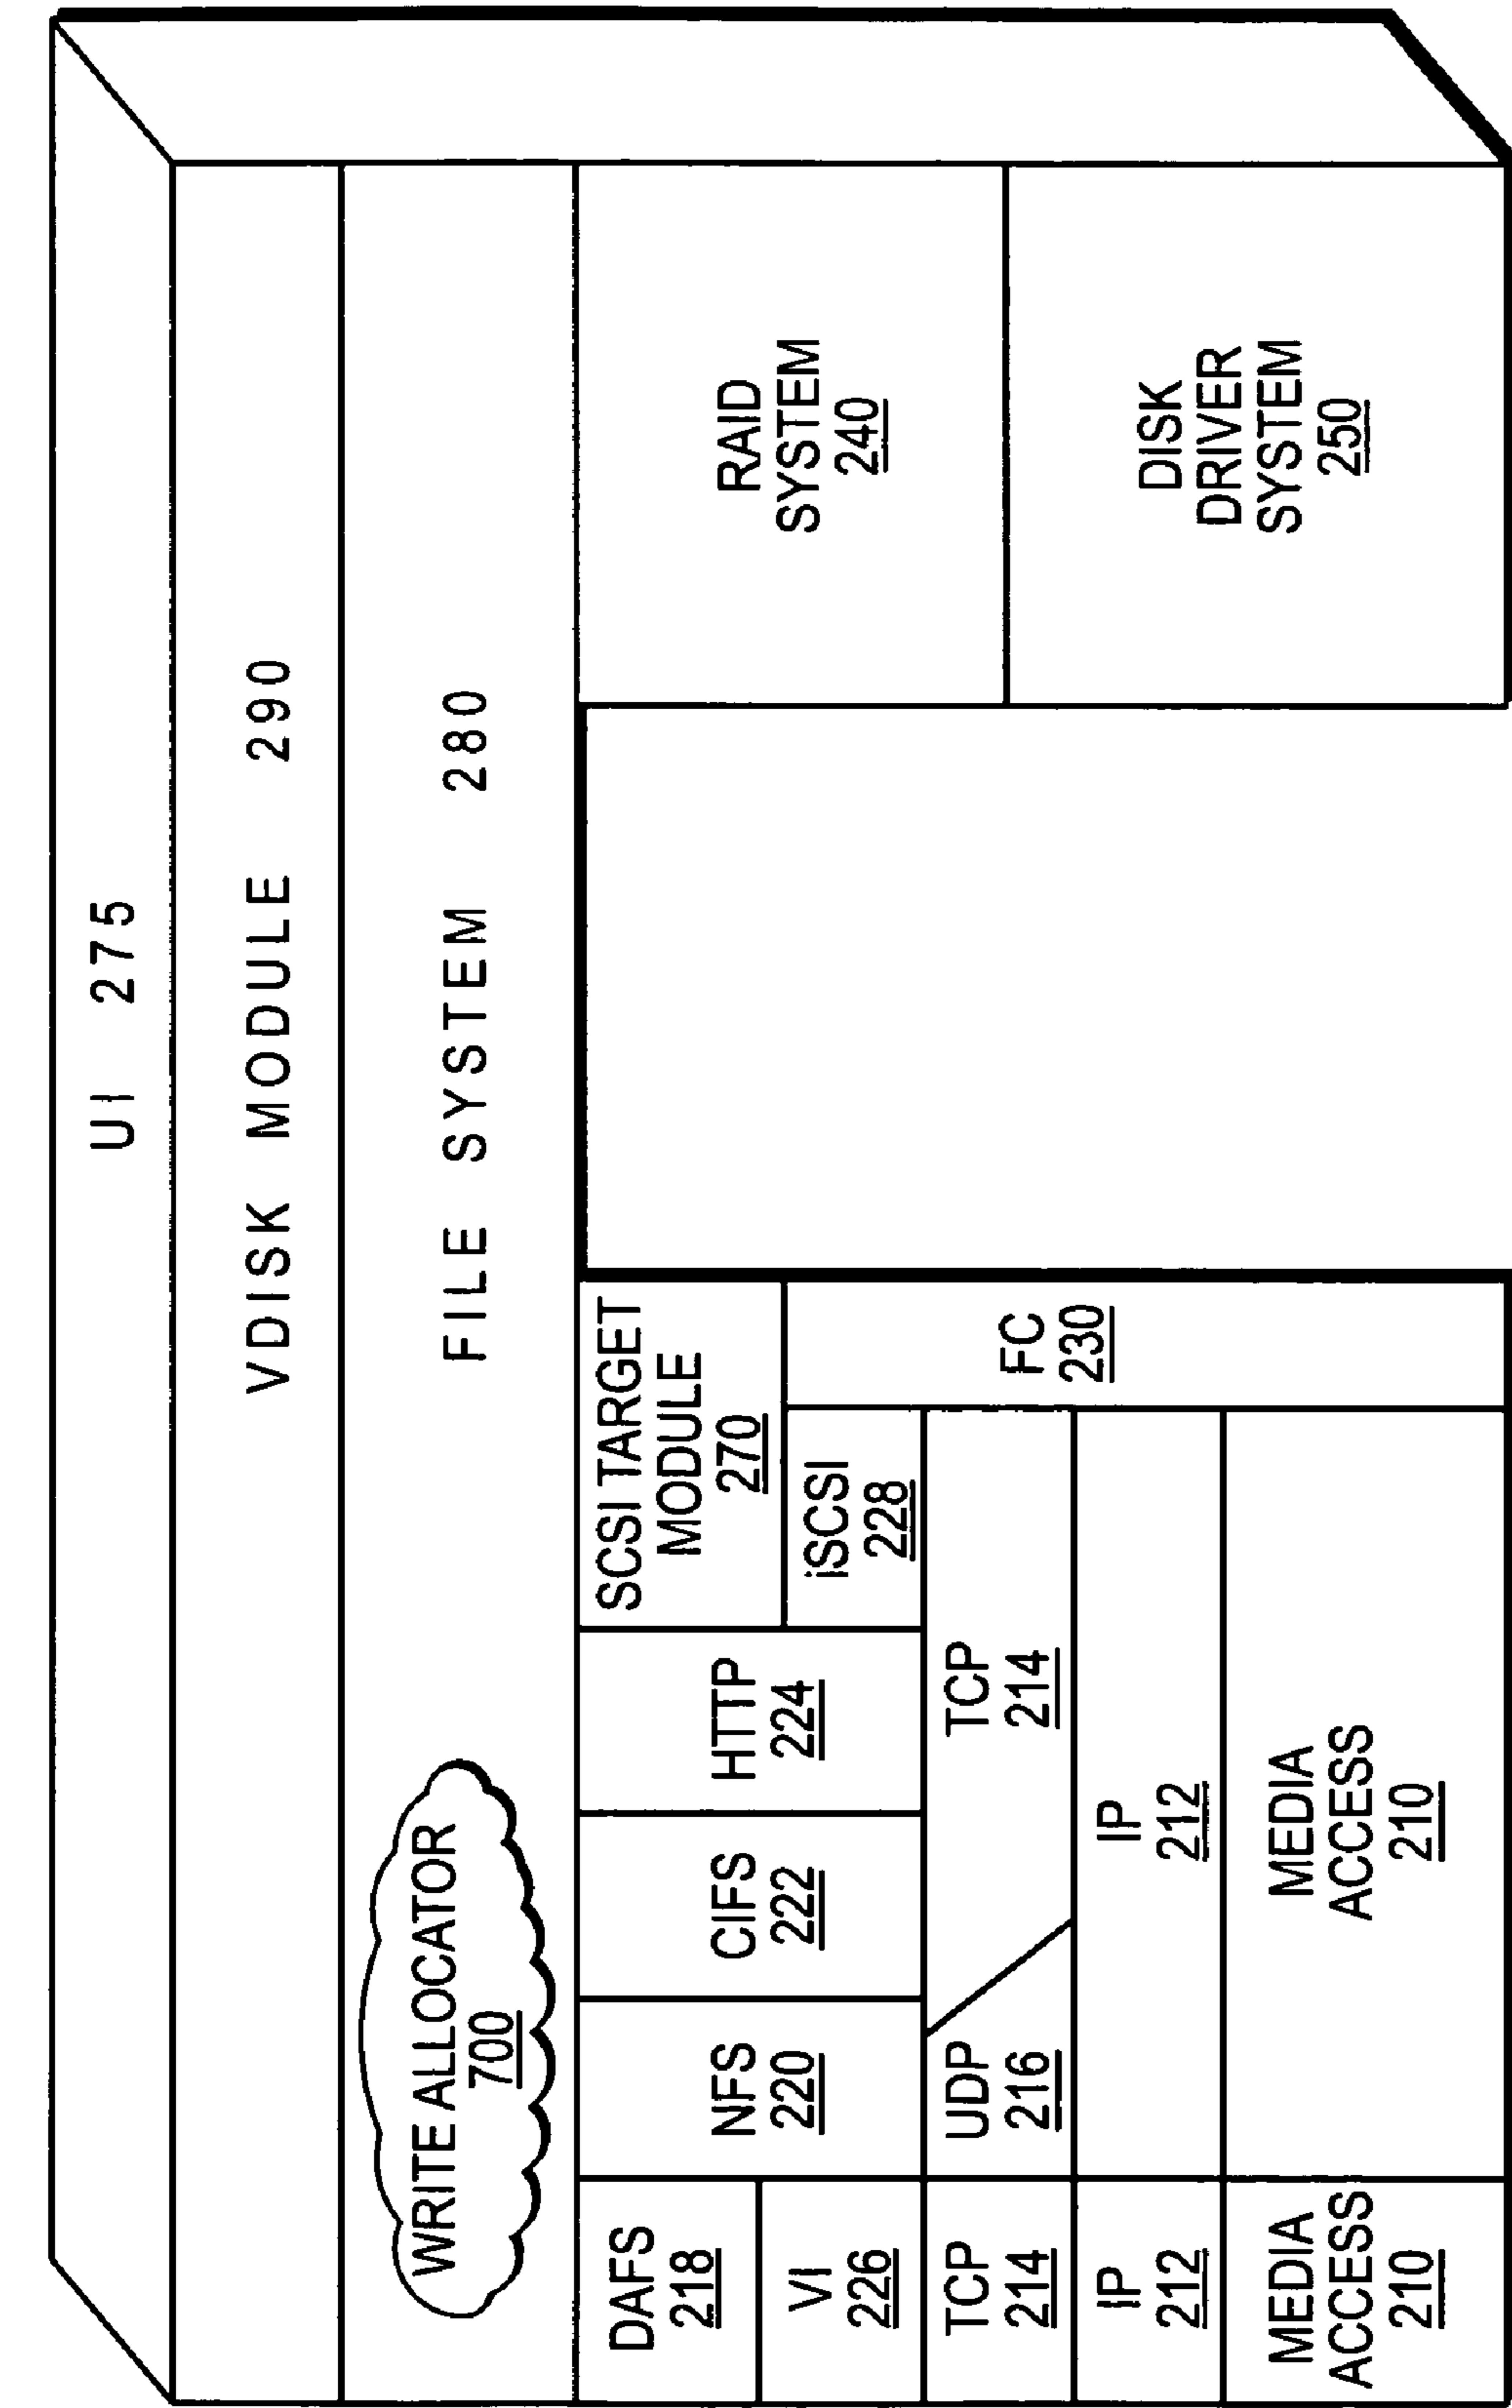 UI 275
VDISK MODULE 290
FILE SYSTEM 280
WRITE ALLOCATOR
700
DAFS
218
VI
226
TCP
214
IP
212
MEDIA
ACCESS
210
NFS
220
CIFS
222
HTTP
224
SCSI TARGET
MODULE
270
iSCSI
228
FC
230
UDP
216
TCP
214
IP
212
MEDIA
ACCESS
210
RAID
SYSTEM
240
DISK
DRIVER
SYSTEM
250